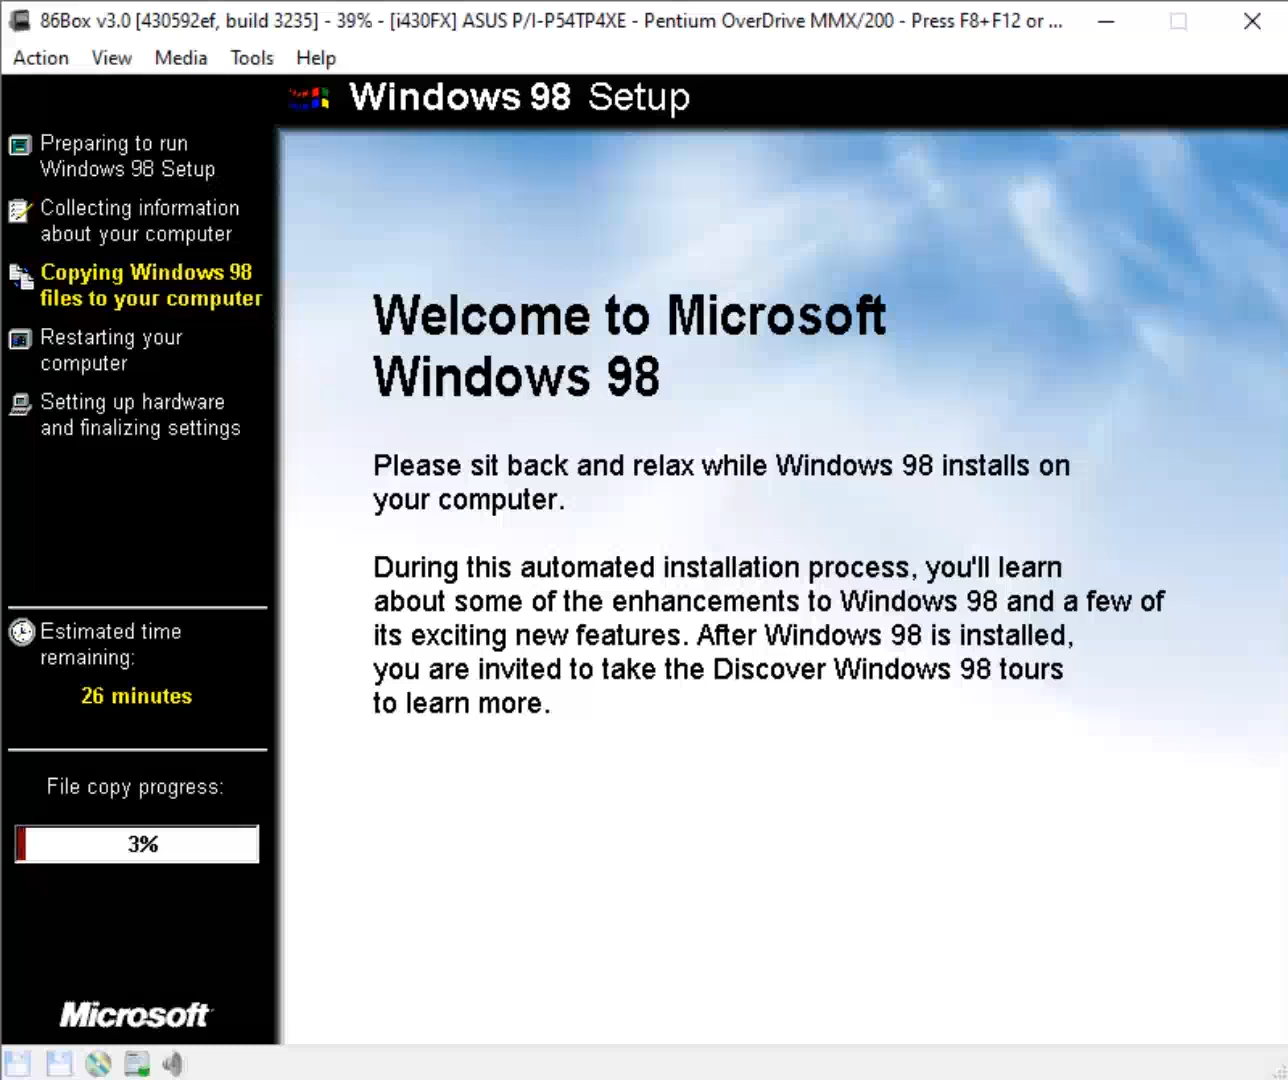 86Box v3.0 [430592ef, build 3235] - 39% - [i430FX] ASUS P/I-P54TP4XE - Pentium OverDrive MMX/200 - Press F8+F12 or ...
Action View Media Tools Help
Windows 98 Setup
Preparing to run
Windows 98 Setup
Collecting information
about your computer
Copying Windows 98
files to your computer
Restarting your
computer
Setting up hardware
and finalizing settings
Estimated time
remaining:
26 minutes
File copy progress:
3%
Microsoft
Welcome to Microsoft
Windows 98
Please sit back and relax while Windows 98 installs on
your computer.
During this automated installation process, you'll learn
about some of the enhancements to Windows 98 and a few of
its exciting new features. After Windows 98 is installed,
you are invited to take the Discover Windows 98 tours
to learn more.